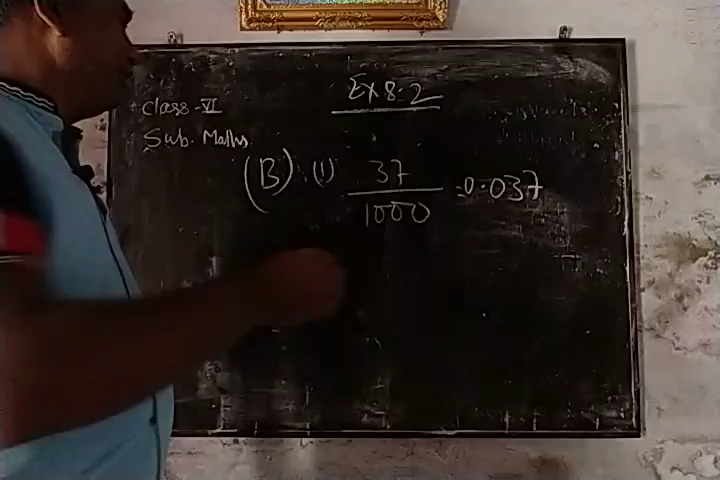 Ex 8.2
Class-VI
Sub. Maths
(B). (1) 37/1000 = 0.037